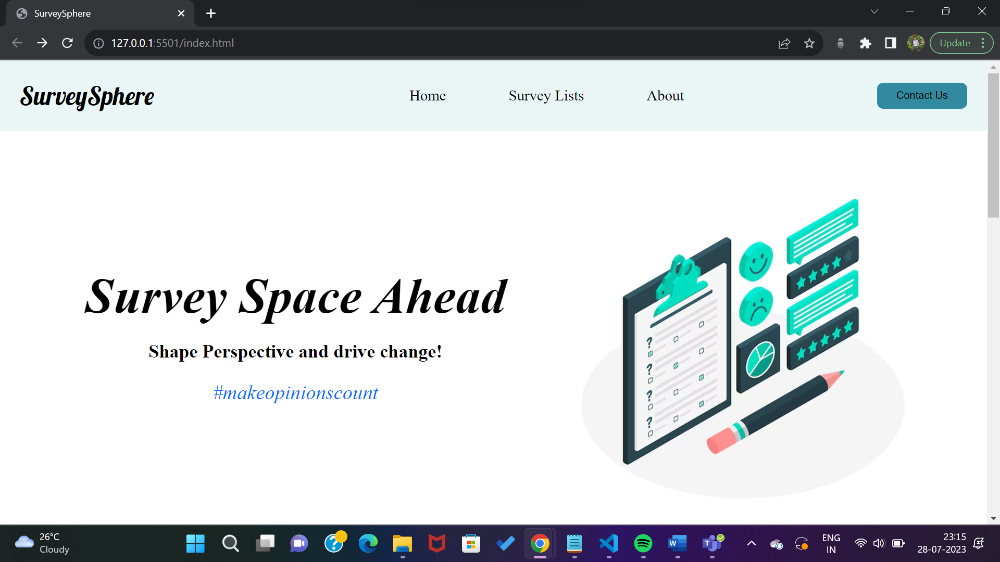 SurveySphere
127.0.0.1:5501/index.html
Update
SurveySphere
Home
Survey Lists
About
Contact Us
Survey Space Ahead
Shape Perspective and drive change!
#makeopinionscount
26°C
Cloudy
ENG
IN
23:15
28-07-2023